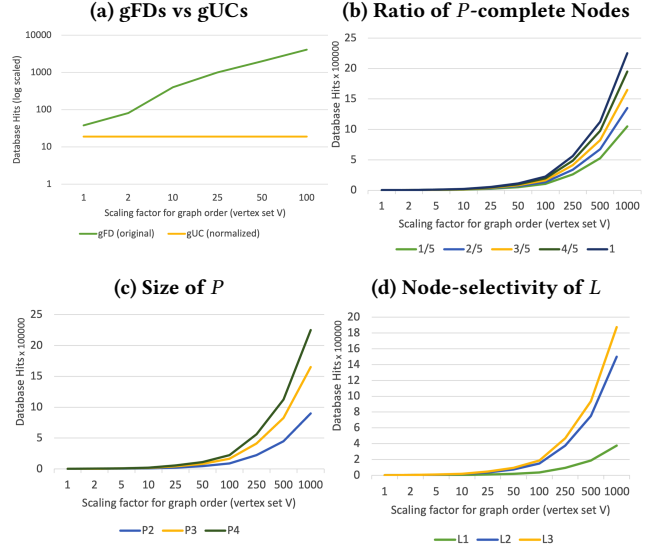 (a) gFDs vs gUCs
Database Hits (log scaled)
10000
1000
100
10
1
1 2 10 25 50 100
Scaling factor for graph order (vertex set V)
gFD (original) gUC (normalized)
(b) Ratio of P-complete Nodes
Database Hits x 100000
25
20
15
10
5
0
1 2 5 10 25 50 100 250 500 1000
Scaling factor for graph order (vertex set V)
1/5 2/5 3/5 4/5 1
(c) Size of P
Database Hits x 100000
25
20
15
10
5
0
1 2 5 10 25 50 100 250 500 1000
Scaling factor for graph order (vertex set V)
P2 P3 P4
(d) Node-selectivity of L
Database Hits x 100000
20
18
16
14
12
10
8
6
4
2
0
1 2 5 10 25 50 100 250 500 1000
Scaling factor for graph order (vertex set V)
L1 L2 L3